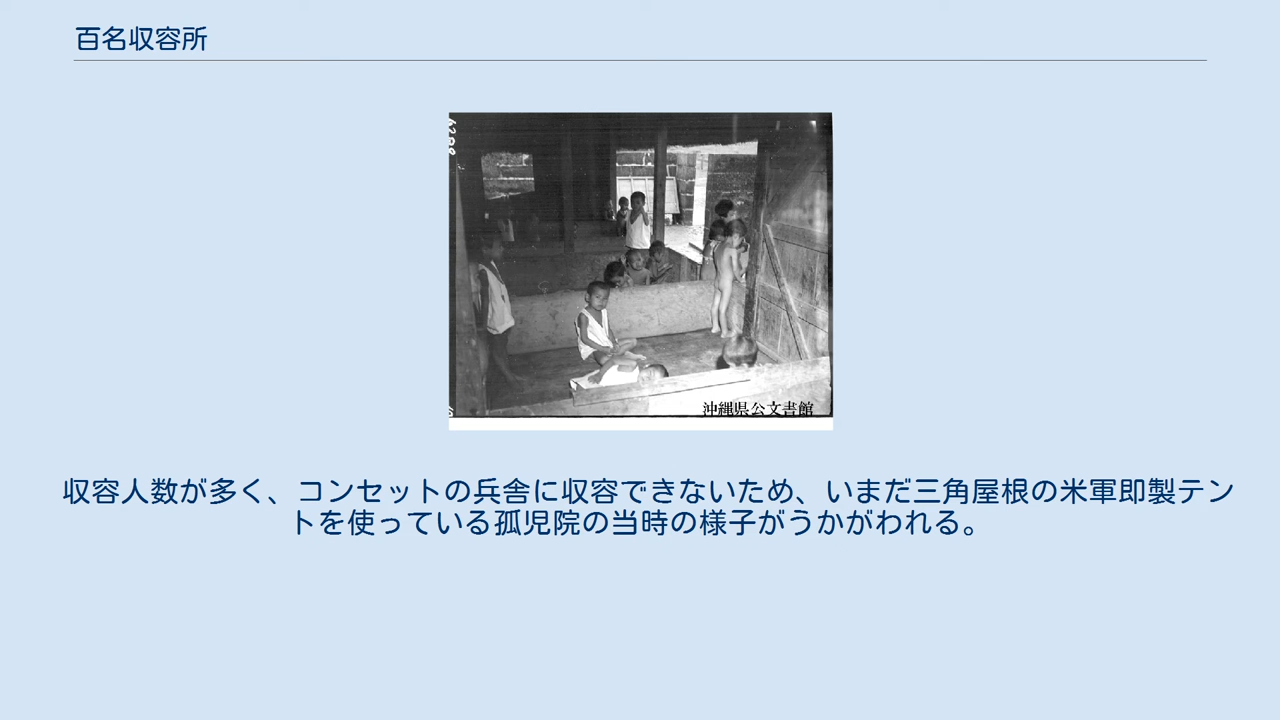 百名収容所
沖縄県公文書館
収容人数が多く、コンセットの兵舎に収容できないため、いまだ三角屋根の米軍即製テン
トを使っている孤児院の当時の様子がうかがわれる。